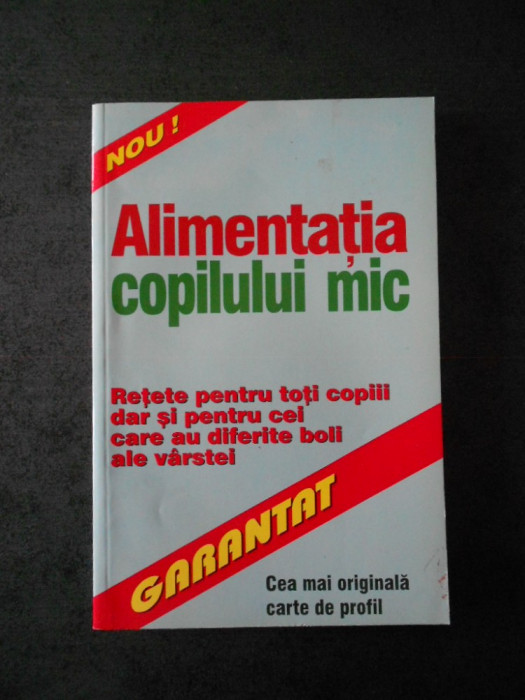 NOU !
Alimentația
copilului mic
Rețete pentru toți copiii
dar și pentru cei
care au diferite boli
ale vârstei
GARANTAT
Cea mai originală
carte de profil